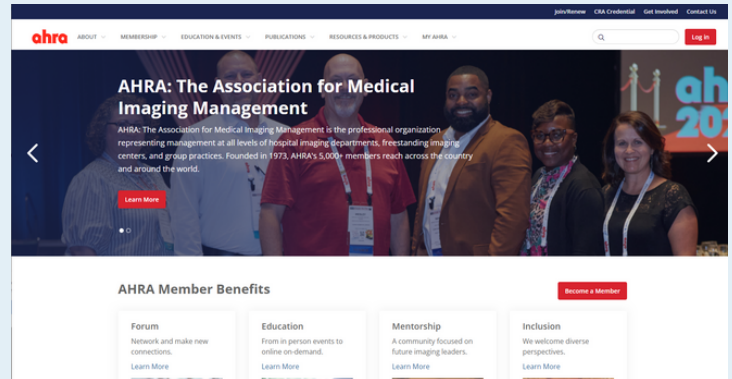 Join/Renew CRA Credential Get Involved Contact Us
ahra ABOUT MEMBERSHIP EDUCATION & EVENTS PUBLICATIONS RESOURCES & PRODUCTS MY AHRA Log in
AHRA: The Association for Medical
Imaging Management
AHRA: The Association for Medical Imaging Management is the professional organization
representing management at all levels of hospital imaging departments, freestanding imaging
centers, and group practices. Founded in 1973, AHRA's 5,000+ members reach across the country
and around the world.
Learn More
ah
202
AHRA Member Benefits Become a Member
Forum Education Mentorship Inclusion
Network and make new From in person events to A community focused on We welcome diverse
connections. online on-demand. future imaging leaders. perspectives.
Learn More Learn More Learn More Learn More